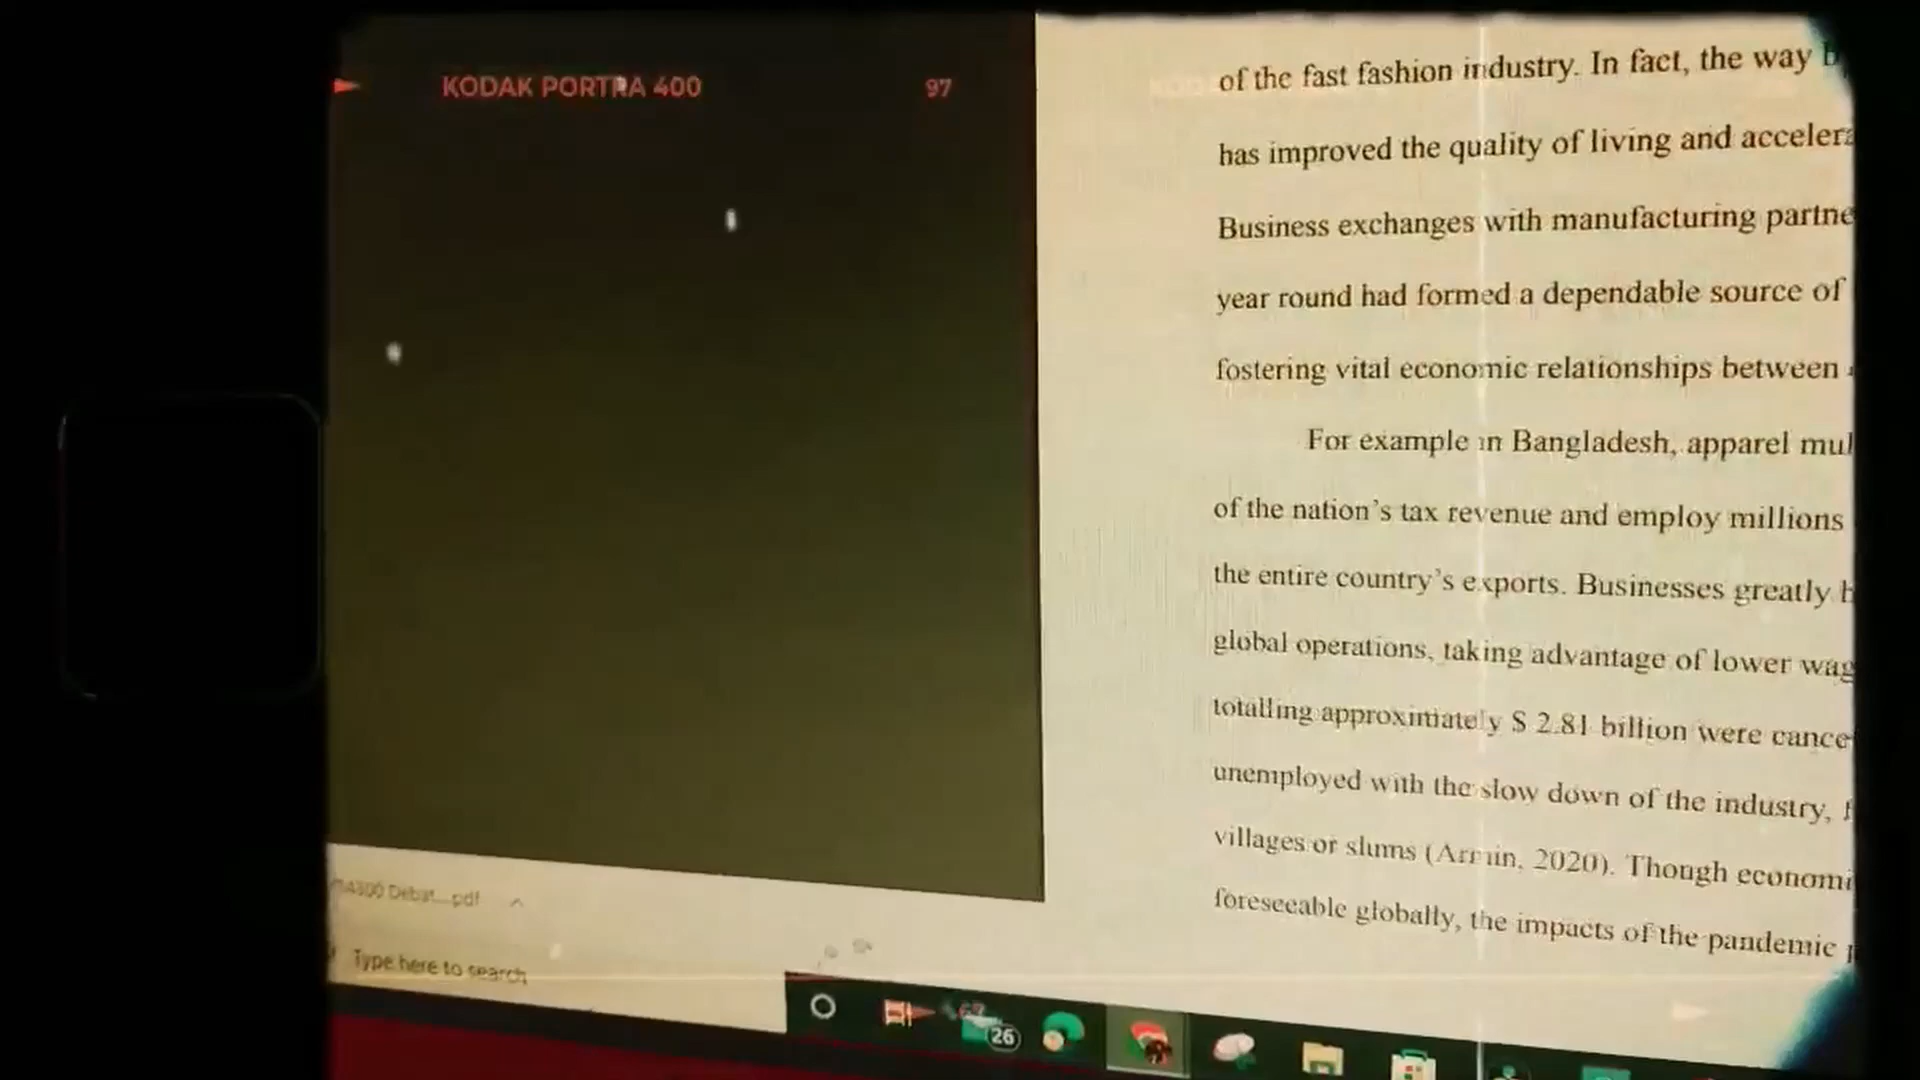 KODAK PORTRA 400
97
of the fast fashion industry. In fact, the way
has improved the quality of living and
Business exchanges with manufacturing
year round had formed a dependable source of
fostering vital economic relationships between
For example in Bangladesh, apparel
of the nation's tax revenue and employ millions
the entire country's exports. Businesses greatly
global operations, taking advantage of lower
totalling approximately $ 2.81 billion were
unemployed with the slow down of the industry,
villages or slums (Armin, 2020). Though
foreseeable globally, the impacts of the pandemic
Debat...pdf
Type here to search
26